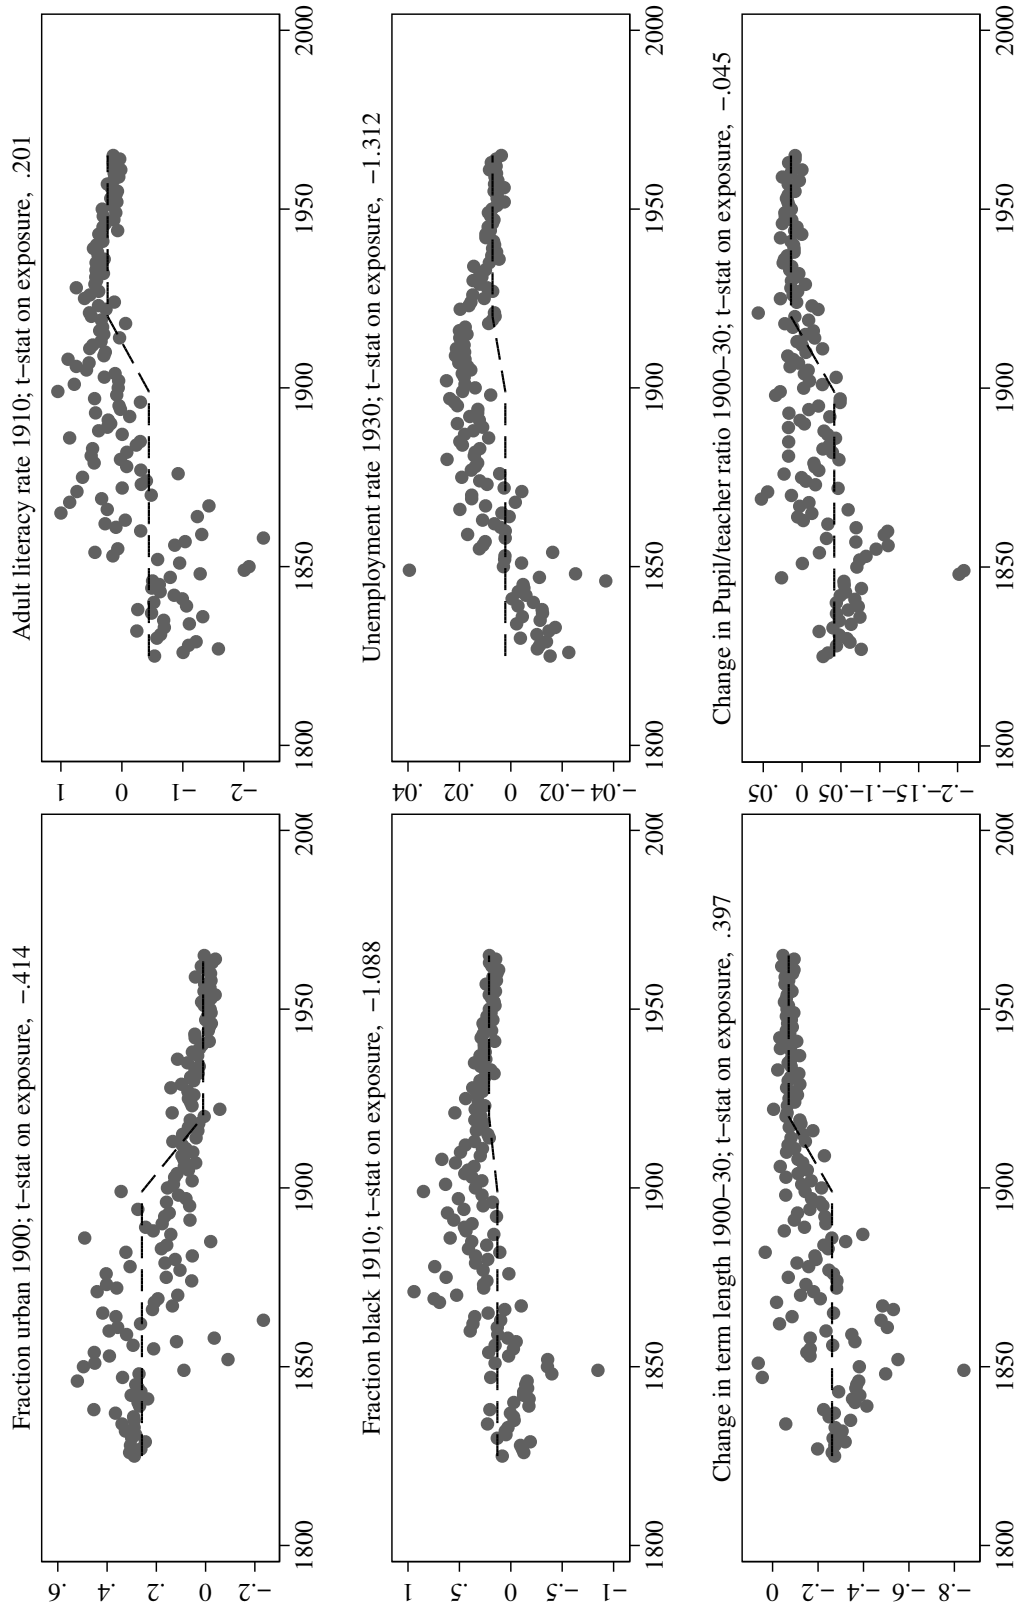 Fraction urban 1900; t−stat on exposure, −.414
.6
.4
.2
0
−.2
1800 1850 1900 1950 200
Adult literacy rate 1910; t−stat on exposure, .201
1
0
−1
−2
1800 1850 1900 1950 2000
Fraction black 1910; t−stat on exposure, −1.088
1
.5
0
−.5
−1
1800 1850 1900 1950 200
Unemployment rate 1930; t−stat on exposure, −1.312
.04
.02
0
−.02
−.04
1800 1850 1900 1950 2000
Change in term length 1900−30; t−stat on exposure, .397
0
−.2
−.4
−.6
−.8
1800 1850 1900 1950 200
Change in Pupil/teacher ratio 1900−30; t−stat on exposure, −.045
.05
0
−.05
−.1
−.15
−.2
1800 1850 1900 1950 2000